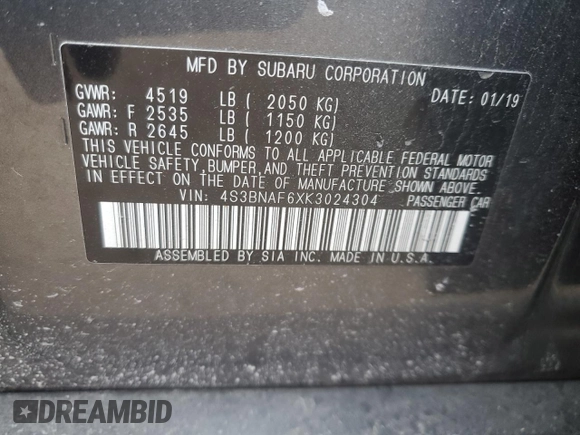 MFD BY SUBARU CORPORATION
GVWR: 4519 LB ( 2050 KG) DATE: 01/19
GAWR: F 2535 LB ( 1150 KG)
GAWR: R 2645 LB ( 1200 KG)
THIS VEHICLE CONFORMS TO ALL APPLICABLE FEDERAL MOTOR
VEHICLE SAFETY, BUMPER, AND THEFT PREVENTION STANDARDS
IN EFFECT ON THE DATE OF MANUFACTURE SHOWN ABOVE.
VIN: 4S3BNAF6XK3024304 PASSENGER CAR
ASSEMBLED BY SIA INC. MADE IN U.S.A.
DREAMBID